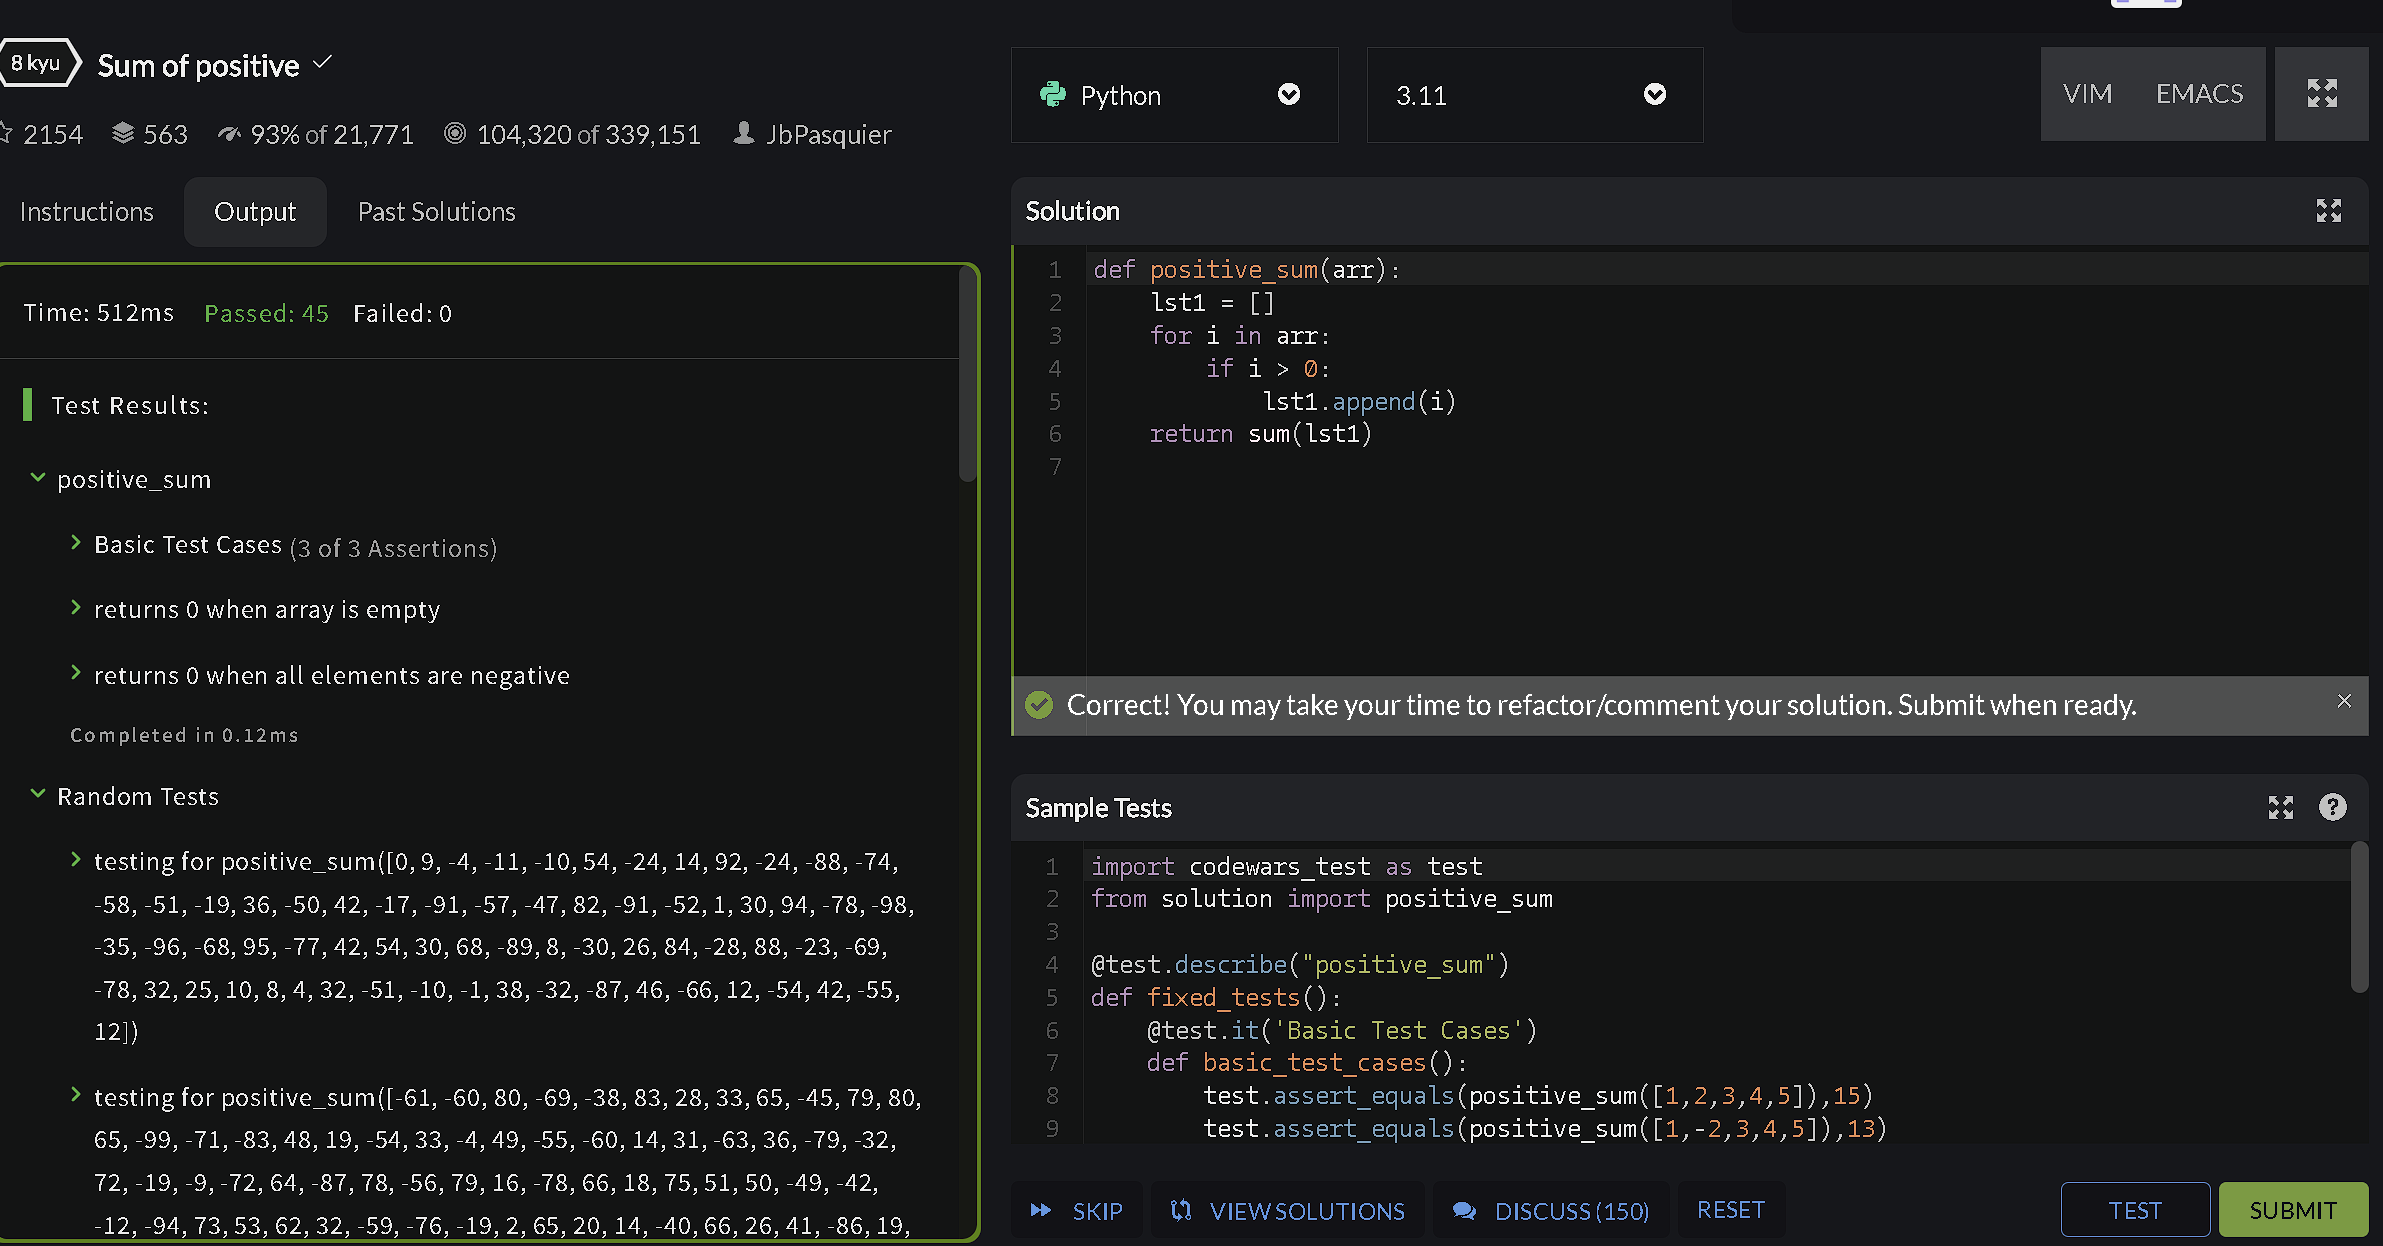 8 kyu
Sum of positive
2154 563 93% of 21,771 104,320 of 339,151 JbPasquier
Instructions Output Past Solutions
Time: 512ms Passed: 45 Failed: 0
Test Results:
positive_sum
Basic Test Cases (3 of 3 Assertions)
returns 0 when array is empty
returns 0 when all elements are negative
Completed in 0.12ms
Random Tests
testing for positive_sum([0, 9, -4, -11, -10, 54, -24, 14, 92, -24, -88, -74,
-58, -51, -19, 36, -50, 42, -17, -91, -57, -47, 82, -91, -52, 1, 30, 94, -78, -98,
-35, -96, -68, 95, -77, 42, 54, 30, 68, -89, 8, -30, 26, 84, -28, 88, -23, -69,
-78, 32, 25, 10, 8, 4, 32, -51, -10, -1, 38, -32, -87, 46, -66, 12, -54, 42, -55,
12])
testing for positive_sum([-61, -60, 80, -69, -38, 83, 28, 33, 65, -45, 79, 80,
65, -99, -71, -83, 48, 19, -54, 33, -4, 49, -55, -60, 14, 31, -63, 36, -79, -32,
72, -19, -9, -72, 64, -87, 78, -56, 79, 16, -78, 66, 18, 75, 51, 50, -49, -42,
-12, -94, 73, 53, 62, 32, -59, -76, -19, 2, 65, 20, 14, -40, 66, 26, 41, -86, 19,
Python 3.11 VIM EMACS
Solution
1 def positive_sum(arr):
2     lst1 = []
3     for i in arr:
4         if i > 0:
5             lst1.append(i)
6     return sum(lst1)
7
Correct! You may take your time to refactor/comment your solution. Submit when ready.
Sample Tests
1 import codewars_test as test
2 from solution import positive_sum
3
4 @test.describe("positive_sum")
5 def fixed_tests():
6     @test.it('Basic Test Cases')
7     def basic_test_cases():
8         test.assert_equals(positive_sum([1,2,3,4,5]),15)
9         test.assert_equals(positive_sum([1,-2,3,4,5]),13)
SKIP VIEW SOLUTIONS DISCUSS (150) RESET TEST SUBMIT